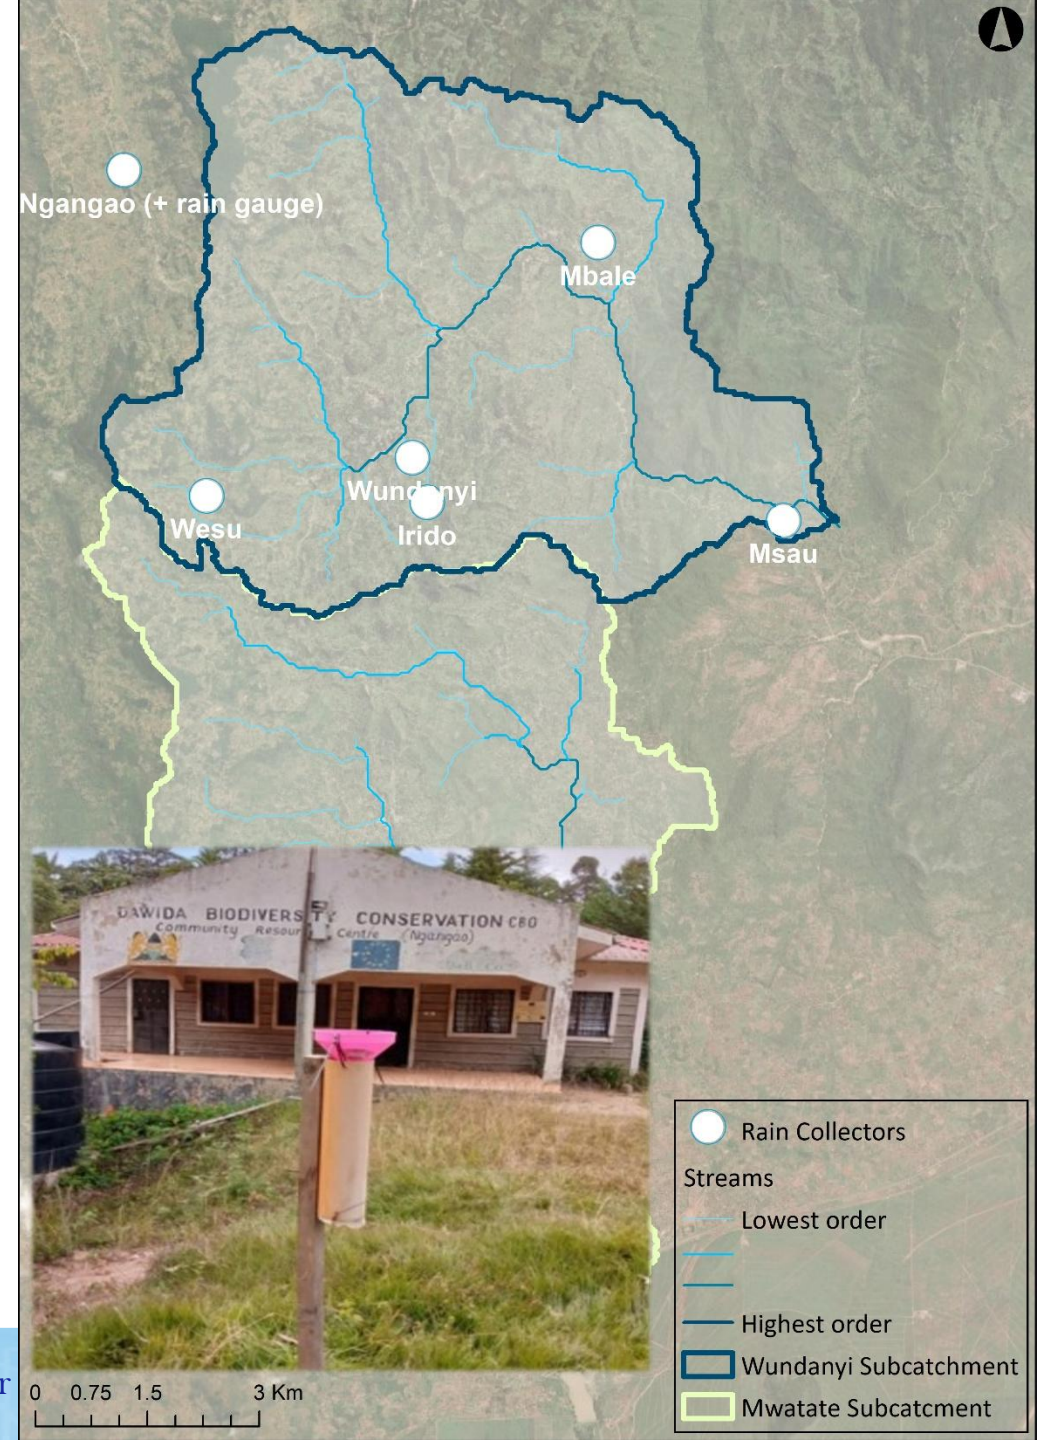 Ngangao (+ rain gauge)
Mbale
Wundanyi
Wesu
Irido
Msau
DAWIDA BIODIVERSITY CONSERVATION CBO
Community Resource Centre (Ngangao)
Rain Collectors
Streams
Lowest order
Highest order
Wundanyi Subcatchment
Mwatate Subcatcment
r
0 0.75 1.5 3 Km